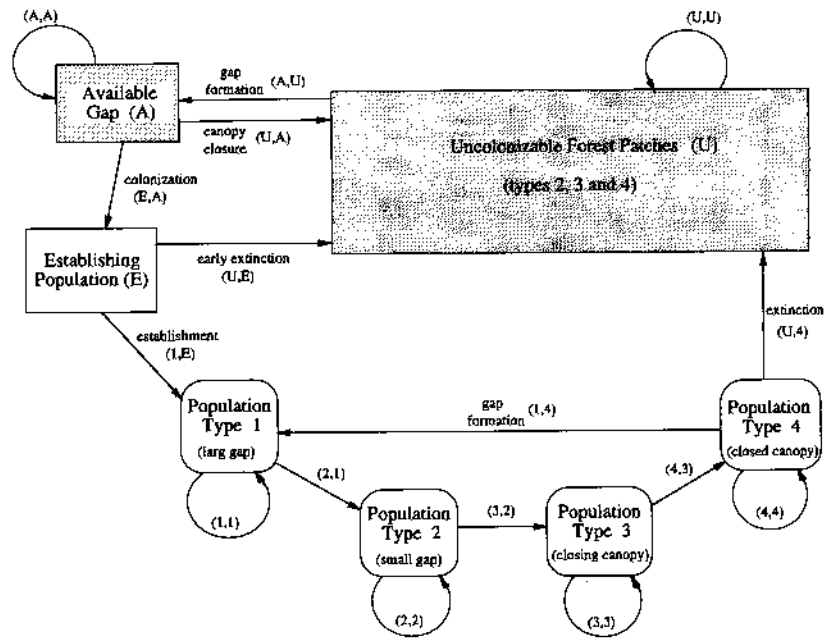 (A,A)
(U,U)
Available
Gap (A)
gap
formation
(A,U)
canopy
closure
(U,A)
Uncolonizable Forest Patches (U)
(types 2, 3 and 4)
colonization
(E,A)
Establishing
Population (E)
early extinction
(U,E)
extinction
(U,4)
establishment
(1,E)
Population
Type 1
(larg gap)
gap
formation
(1,4)
Population
Type 4
(closed canopy)
(1,1)
(2,1)
Population
Type 2
(small gap)
(3,2)
Population
Type 3
(closing canopy)
(4,3)
(4,4)
(2,2)
(3,3)